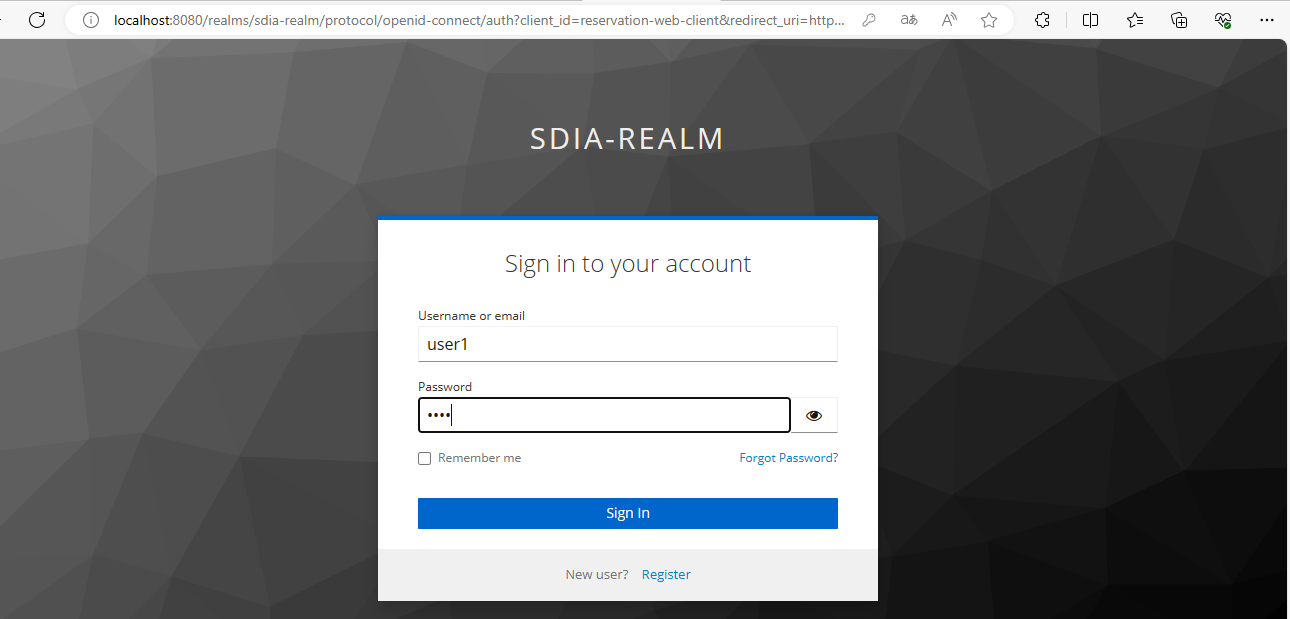 localhost:8080/realms/sdia-realm/protocol/openid-connect/auth?client_id=reservation-web-client&redirect_uri=http...
SDIA-REALM
Sign in to your account
Username or email
user1
Password
••••
Remember me
Forgot Password?
Sign In
New user? Register